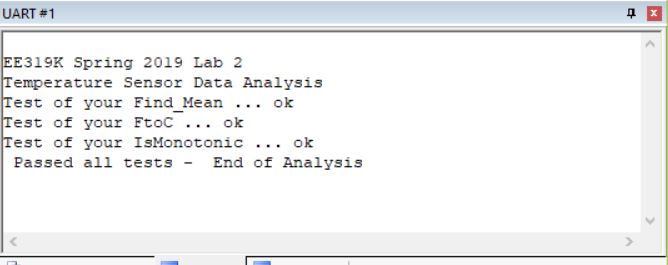 UART #1
EE319K Spring 2019 Lab 2
Temperature Sensor Data Analysis
Test of your Find_Mean ... ok
Test of your FtoC ... ok
Test of your IsMonotonic ... ok
Passed all tests -  End of Analysis